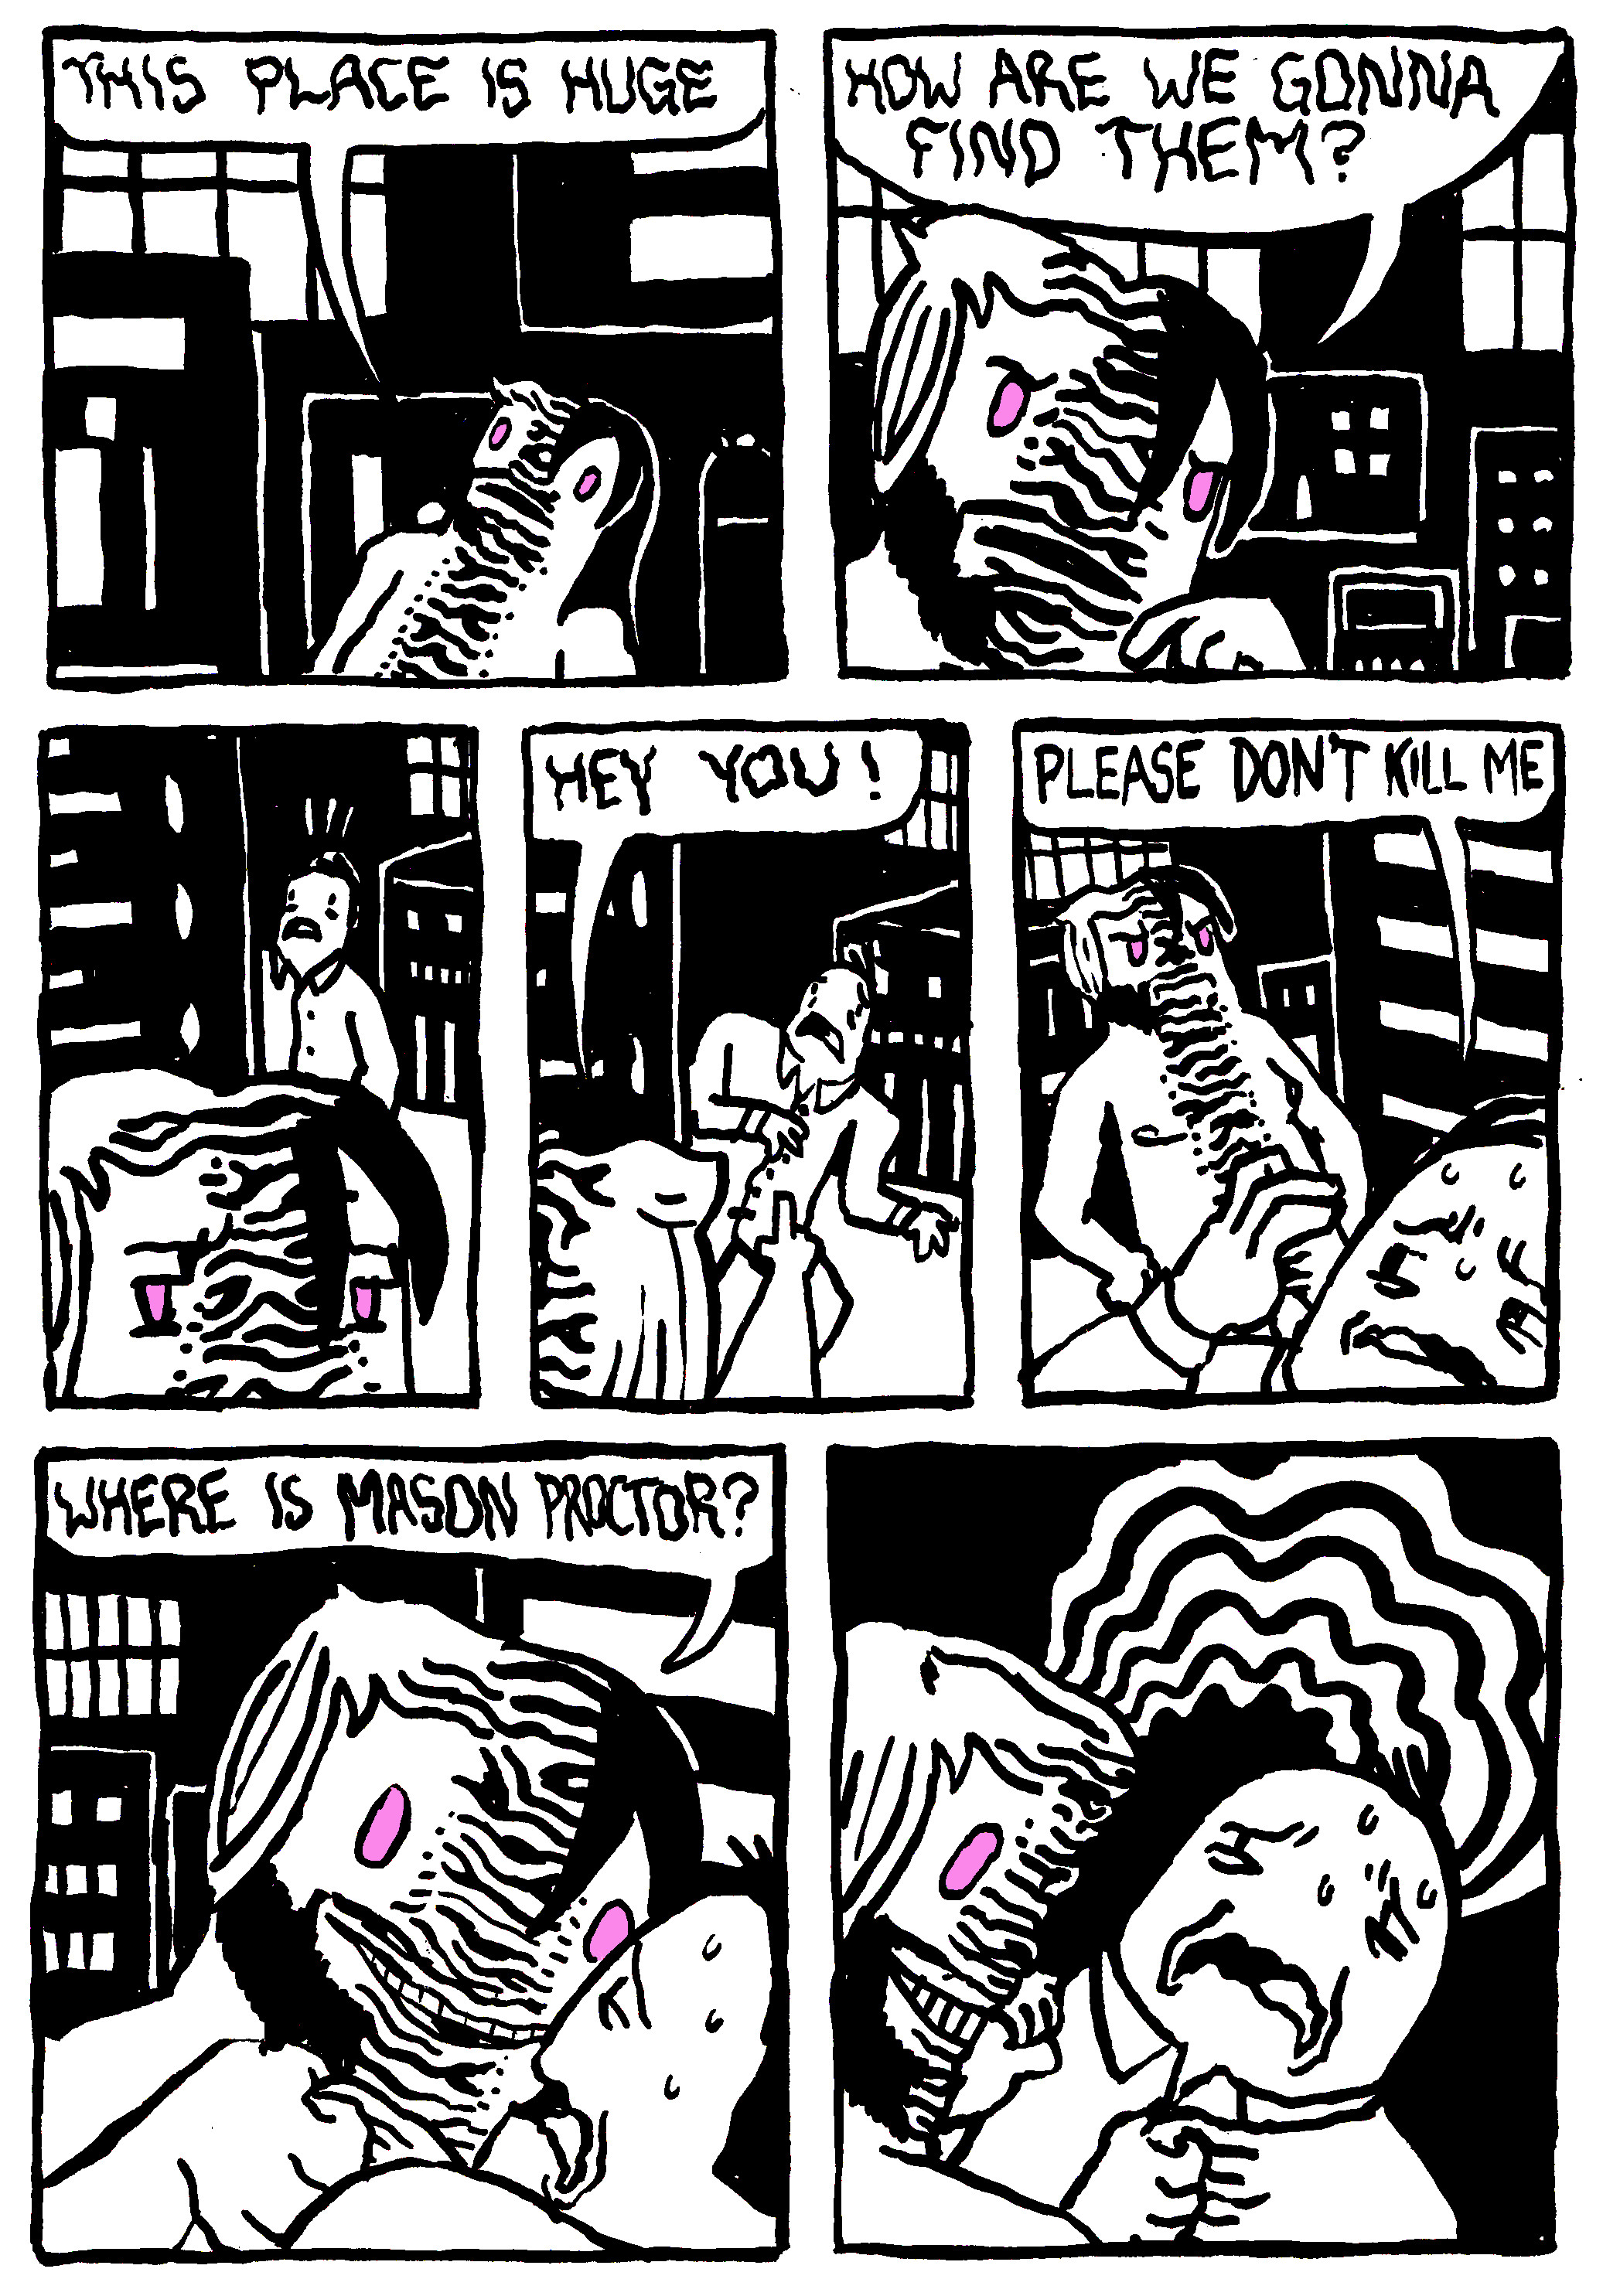 THIS PLACE IS HUGE
HOW ARE WE GONNA
FIND THEM?
HEY YOU!
PLEASE DON'T KILL ME
WHERE IS MASON PROCTOR?